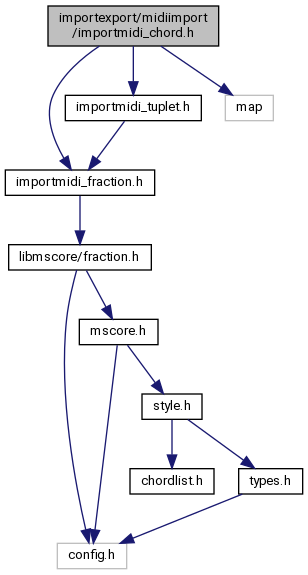 importexport/midiimport
/importmidi_chord.h
importmidi_tuplet.h
map
importmidi_fraction.h
libmscore/fraction.h
mscore.h
style.h
chordlist.h
types.h
config.h